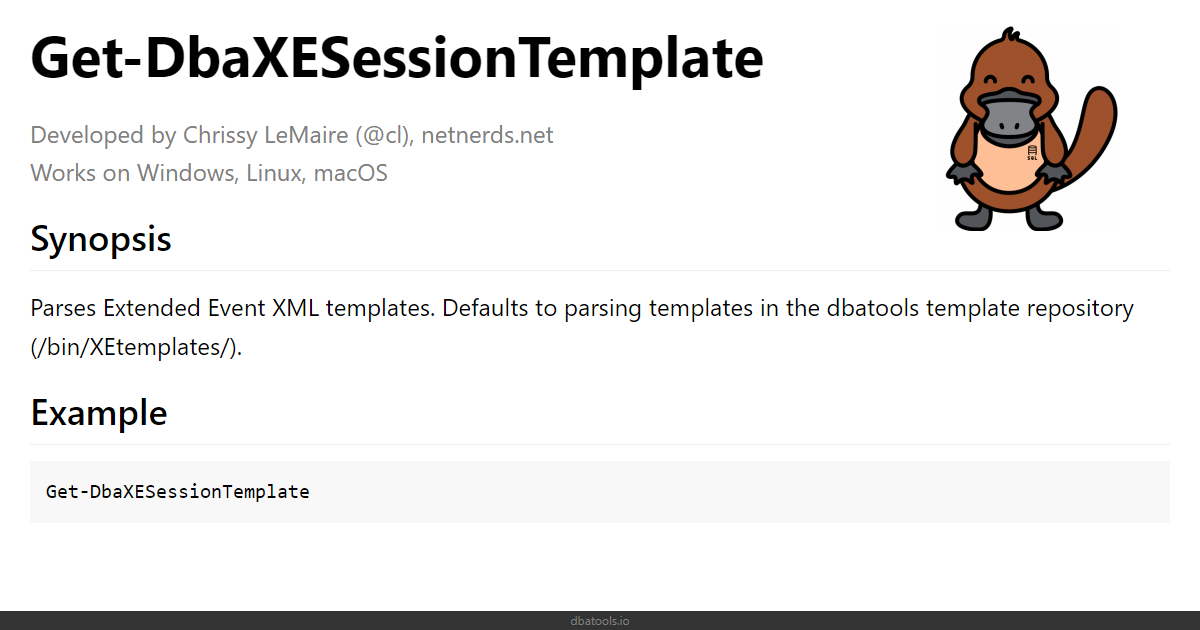 Get-DbaXESessionTemplate
Developed by Chrissy LeMaire (@cl), netnerds.net
Works on Windows, Linux, macOS
SQL
Synopsis
Parses Extended Event XML templates. Defaults to parsing templates in the dbatools template repository
(/bin/XEtemplates/).
Example
Get-DbaXESessionTemplate
dbatools.io